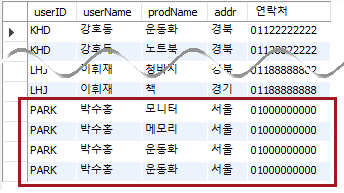 userID userName prodName addr 연락처
KHD 강호동 운동화 경북 01122222222
KHD 강호동 노트북 경북 01122222222
LHJ 이휘재 청바지 경기 01188888888
LHJ 이휘재 책 경기 01188888888
PARK 박수홍 모니터 서울 01000000000
PARK 박수홍 메모리 서울 01000000000
PARK 박수홍 운동화 서울 01000000000
PARK 박수홍 운동화 서울 01000000000